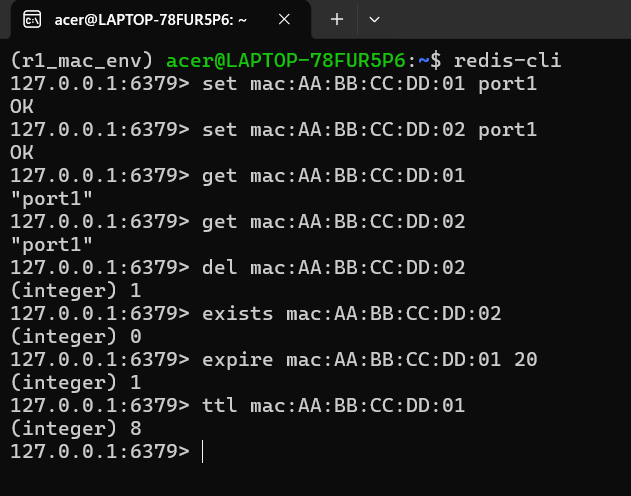 acer@LAPTOP-78FUR5P6: ~
(r1_mac_env) acer@LAPTOP-78FUR5P6:~$ redis-cli
127.0.0.1:6379> set mac:AA:BB:CC:DD:01 port1
OK
127.0.0.1:6379> set mac:AA:BB:CC:DD:02 port1
OK
127.0.0.1:6379> get mac:AA:BB:CC:DD:01
"port1"
127.0.0.1:6379> get mac:AA:BB:CC:DD:02
"port1"
127.0.0.1:6379> del mac:AA:BB:CC:DD:02
(integer) 1
127.0.0.1:6379> exists mac:AA:BB:CC:DD:02
(integer) 0
127.0.0.1:6379> expire mac:AA:BB:CC:DD:01 20
(integer) 1
127.0.0.1:6379> ttl mac:AA:BB:CC:DD:01
(integer) 8
127.0.0.1:6379>